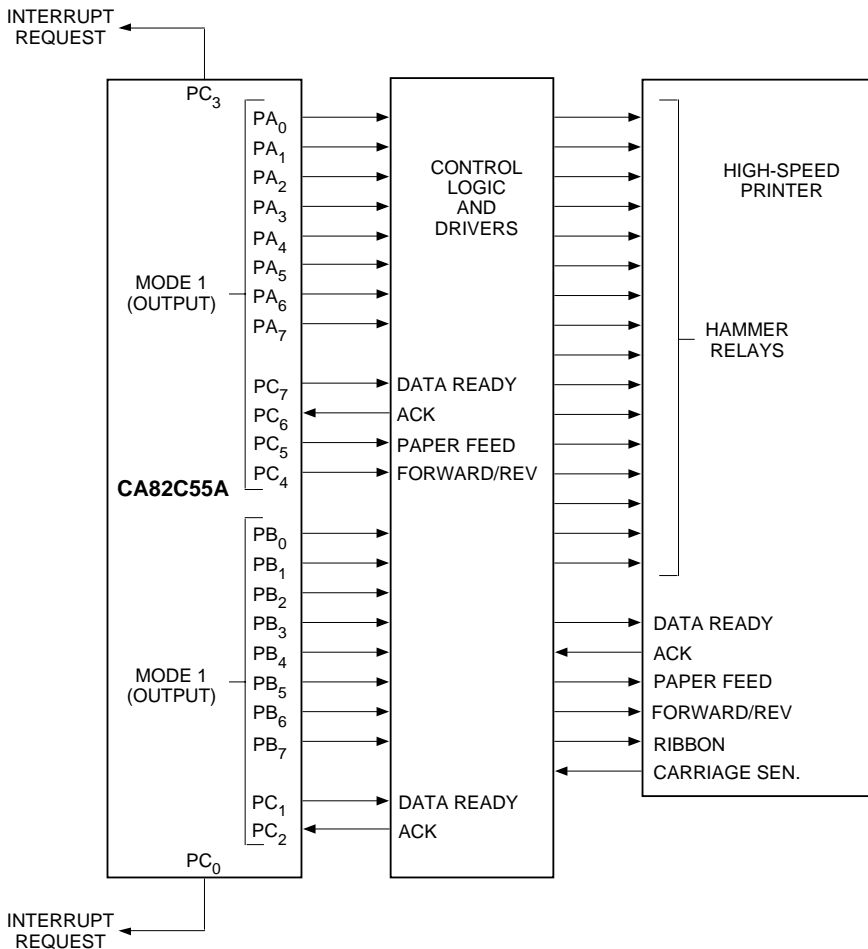 INTERRUPT
REQUEST
PC3
PA0
PA1
PA2
PA3
PA4
PA5
PA6
PA7
MODE 1
(OUTPUT)
PC7
PC6
PC5
PC4
CA82C55A
PB0
PB1
PB2
PB3
PB4
PB5
PB6
PB7
MODE 1
(OUTPUT)
PC1
PC2
PC0
INTERRUPT
REQUEST
CONTROL
LOGIC
AND
DRIVERS
DATA READY
ACK
PAPER FEED
FORWARD/REV
DATA READY
ACK
HIGH-SPEED
PRINTER
HAMMER
RELAYS
DATA READY
ACK
PAPER FEED
FORWARD/REV
RIBBON
CARRIAGE SEN.